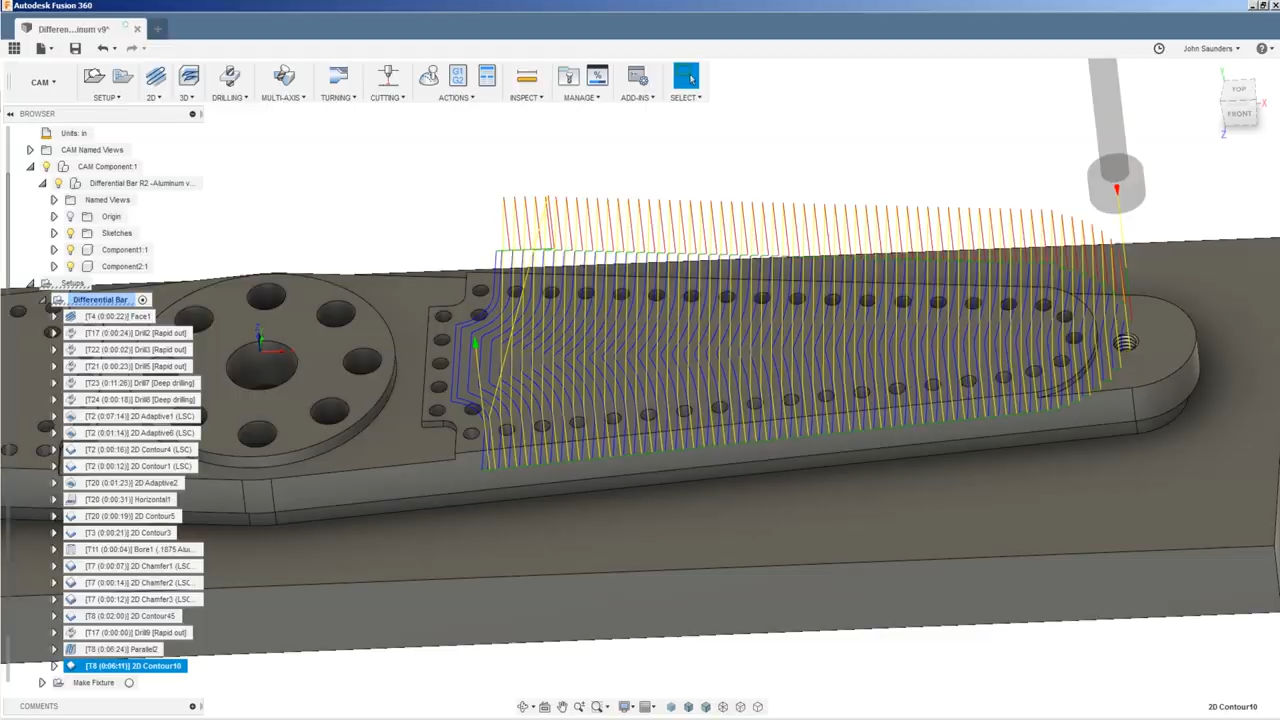 Autodesk Fusion 360
Differen...inum v9*
John Saunders
CAM
SETUP
2D
3D
DRILLING
MULTI-AXIS
TURNING
CUTTING
G1
G2
ACTIONS
INSPECT
%
MANAGE
ADD-INS
SELECT
BROWSER
Y
TOP
FRONT
X
Z
Units: in
CAM Named Views
CAM Component:1
Differential Bar R2 -Aluminum v...
Named Views
Origin
Sketches
Component1:1
Component2:1
Setups
Differential Bar
[T4 (0:00:22)] Face1
[T17 (0:00:24)] Drill2 [Rapid out]
[T22 (0:00:02)] Drill3 [Rapid out]
[T21 (0:00:23)] Drill5 [Rapid out]
[T23 (0:11:26)] Drill7 [Deep drilling]
[T24 (0:00:18)] Drill8 [Deep drilling]
[T2 (0:07:14)] 2D Adaptive1 (LSC)
[T2 (0:01:14)] 2D Adaptive6 (LSC)
[T2 (0:00:16)] 2D Contour4 (LSC)
[T2 (0:00:12)] 2D Contour1 (LSC)
[T20 (0:01:23)] 2D Adaptive2
[T20 (0:00:31)] Horizontal1
[T20 (0:00:19)] 2D Contour5
[T3 (0:00:21)] 2D Contour3
[T11 (0:00:04)] Bore1 (.1875 Alu...
[T7 (0:00:07)] 2D Chamfer1 (LSC...
[T7 (0:00:14)] 2D Chamfer2 (LSC...
[T7 (0:00:12)] 2D Chamfer3 (LSC...
[T8 (0:02:00)] 2D Contour45
[T17 (0:00:00)] Drill9 [Rapid out]
[T8 (0:06:24)] Parallel2
[T8 (0:06:11)] 2D Contour10
Make Fixture
COMMENTS
2D Contour10